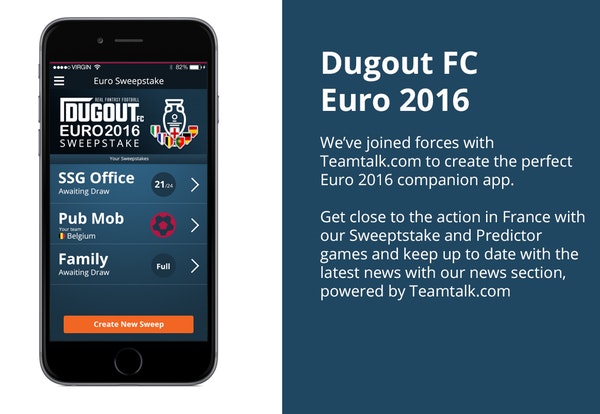 VIRGIN
82%
Euro Sweepstake
REAL FANTASY FOOTBALL
DUGOUT FC
EURO2016
SWEEPSTAKE
Your Sweepstakes
SSG Office
Awaiting Draw
21/24
Pub Mob
Your team
Belgium
Family
Awaiting Draw
Full
Create New Sweep
Dugout FC
Euro 2016
We've joined forces with
Teamtalk.com to create the perfect
Euro 2016 companion app.
Get close to the action in France with
our Sweeptstake and Predictor
games and keep up to date with the
latest news with our news section,
powered by Teamtalk.com